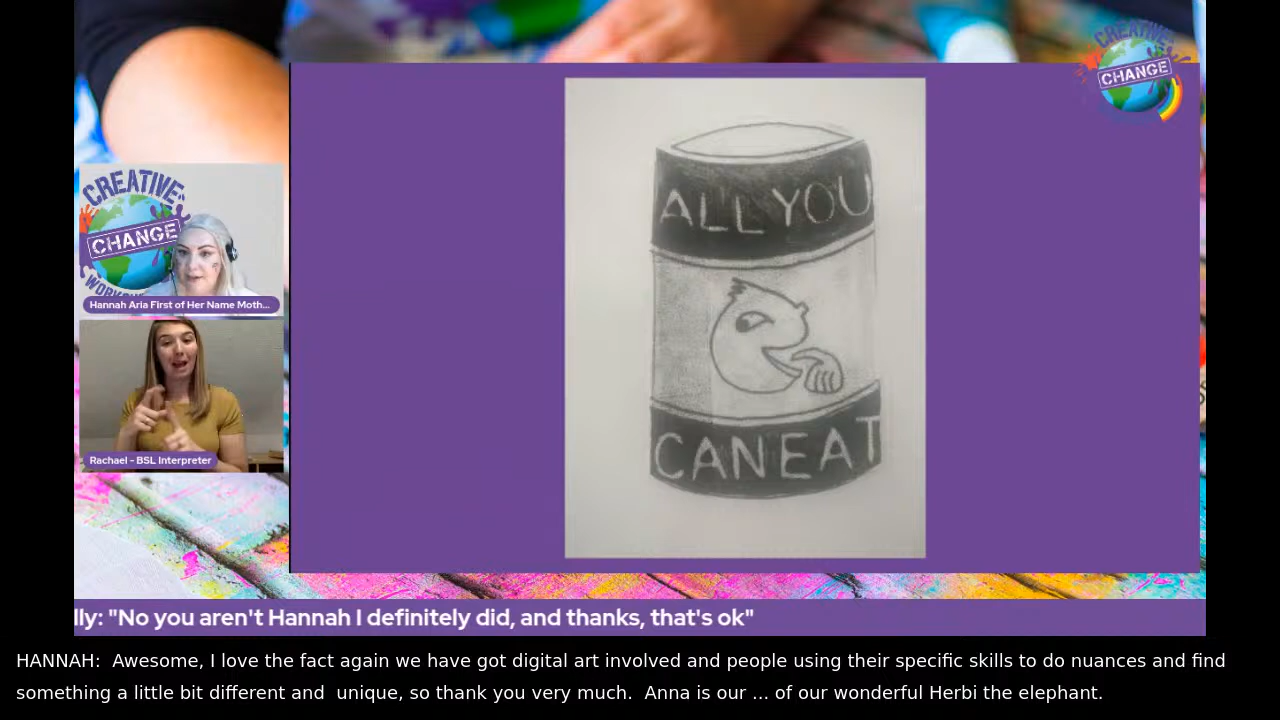 CREATIVE
CHANGE
CREATIVE
CHANGE
Hannah Aria First of Her Name Moth...
Rachael - BSL Interpreter
ALL YOU
CAN EAT
lly: "No you aren't Hannah I definitely did, and thanks, that's ok"
HANNAH:  Awesome, I love the fact again we have got digital art involved and people using their specific skills to do nuances and find
something a little bit different and  unique, so thank you very much.  Anna is our ... of our wonderful Herbi the elephant.